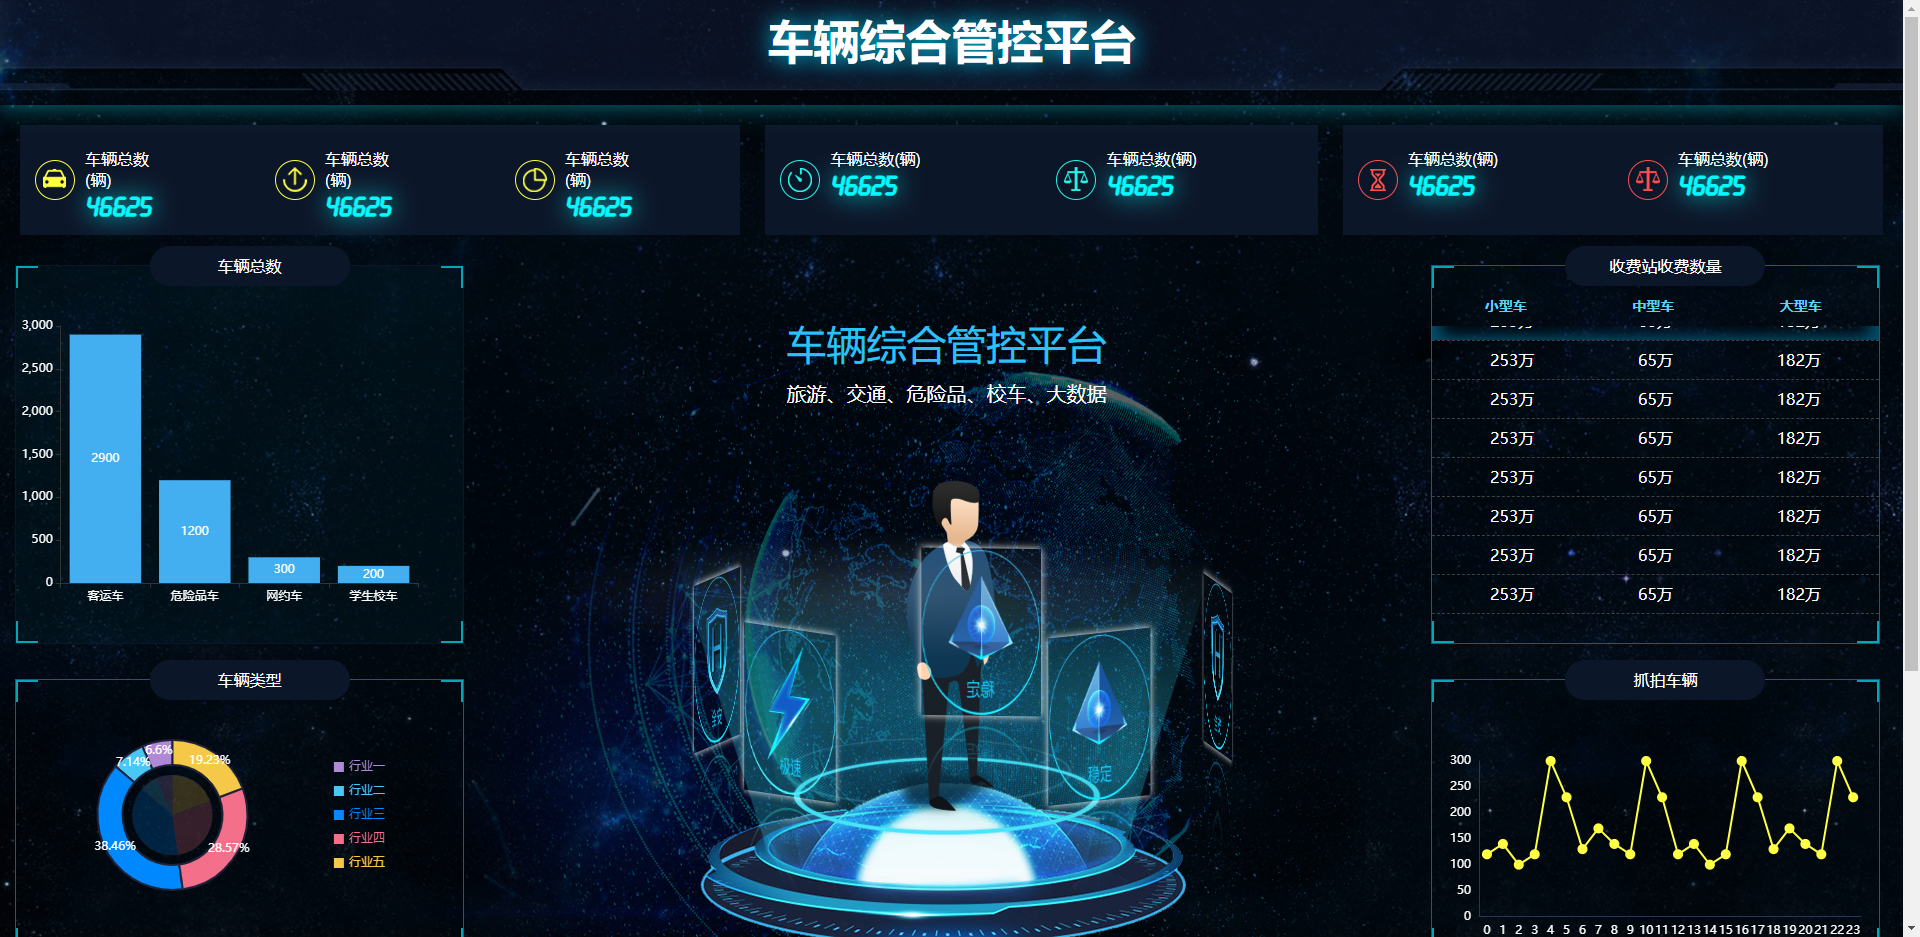 车辆综合管控平台
车辆总数
(辆)
46625
车辆总数
(辆)
46625
车辆总数
(辆)
46625
车辆总数(辆)
46625
车辆总数(辆)
46625
车辆总数(辆)
46625
车辆总数(辆)
46625
车辆总数
3,000
2,500
2,000
1,500
1,000
500
0
2900
1200
300
200
客运车 危险品车 网约车 学生校车
车辆类型
6.6%
19.23%
7.14%
38.46%
28.57%
行业一
行业二
行业三
行业四
行业五
车辆综合管控平台
旅游、交通、危险品、校车、大数据
极速
稳定
收费站收费数量
小型车 中型车 大型车
253万 65万 182万
253万 65万 182万
253万 65万 182万
253万 65万 182万
253万 65万 182万
253万 65万 182万
253万 65万 182万
抓拍车辆
300
250
200
150
100
50
0
0 1 2 3 4 5 6 7 8 9 10 11 12 13 14 15 16 17 18 19 20 21 22 23